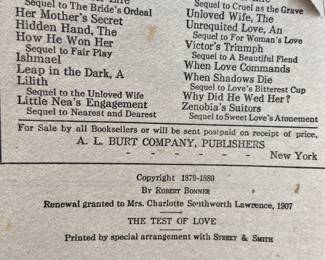 Sequel to The Bride's Ordeal
Her Mother's Secret
Hidden Hand, The
How He Won Her
Sequel to Fair Play
Ishmael
Leap in the Dark, A
Lilith
Sequel to the Unloved Wife
Little Nea's Engagement
Sequel to Nearest and Dearest
Sequel to Cruel as the Grave
Unloved Wife, The
Unrequited Love, An
Sequel to For Woman's Love
Victor's Triumph
Sequel to A Beautiful Fiend
When Love Commands
When Shadows Die
Sequel to Love's Bitterest Cup
Why Did He Wed Her?
Zenobia's Suitors
Sequel to Sweet Love's Atonement
For Sale by all Booksellers or will be sent postpaid on receipt of price.
A. L. BURT COMPANY, PUBLISHERS
- - - - - - New York
Copyright 1879-1880
BY ROBERT BONNER
Renewal granted to Mrs. Charlotte Southworth Lawrence, 1907
THE TEST OF LOVE
Printed by special arrangement with STREET & SMITH